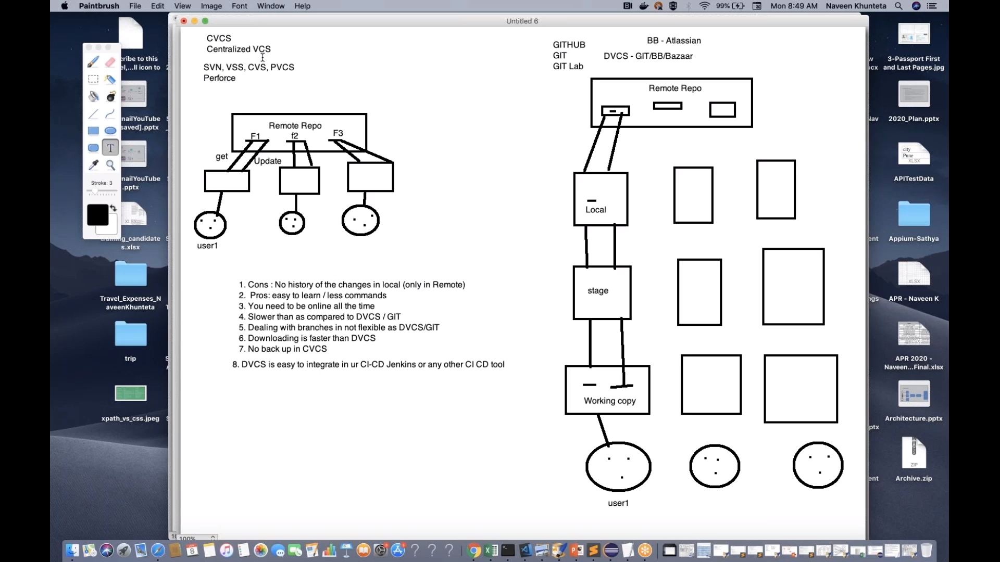 Paintbrush File Edit View Image Font Window Help
99% Mon 8:49 AM Naveen Khunteta
Untitled 6
CVCS
Centralized VCS
SVN, VSS, CVS, PVCS
Perforce
Remote Repo
F1 f2 F3
get Update
user1
1. Cons : No history of the changes in local (only in Remote)
2. Pros: easy to learn / less commands
3. You need to be online all the time
4. Slower than as compared to DVCS / GIT
5. Dealing with branches in not flexible as DVCS/GIT
6. Downloading is faster than DVCS
7. No back up in CVCS
8. DVCS is easy to integrate in ur CI-CD Jenkins or any other CI CD tool
GITHUB
GIT
GIT Lab
BB - Atlassian
DVCS - GIT/BB/Bazaar
Remote Repo
Local
stage
Working copy
user1
Stroke: 3
T
100%
cribe to this
el,...ll icon to
nailYouTube
saved].pptx
nailYouTube
.pptx
XLSX
training_candidate
s.xlsx
Travel_Expenses_N
aveenKhunteta
trip
xpath_vs_css.jpeg
3-Passport First
and Last Pages.jpg
2020_Plan.pptx
city
Pune
XLSX
APITestData
Appium-Sathya
XLSX
APR - Naveen K
APR 2020 -
Naveen...Final.xlsx
Architecture.pptx
ZIP
Archive.zip
8